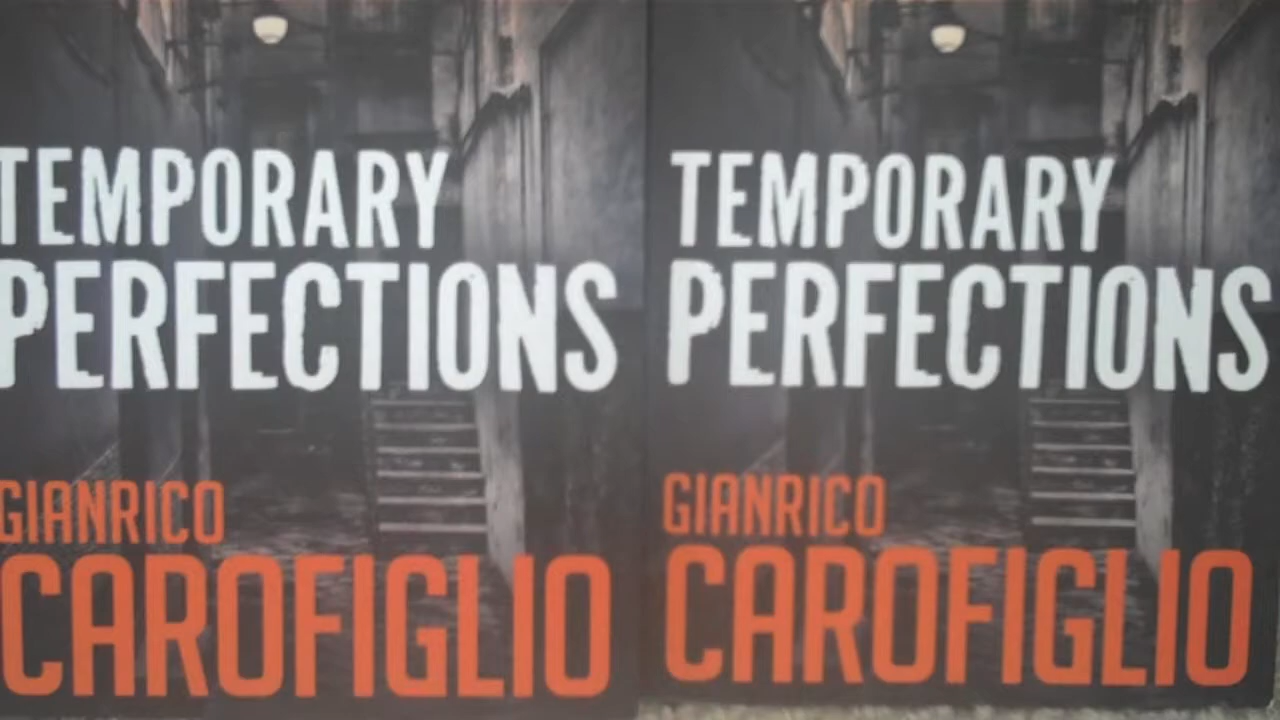 TEMPORARY
PERFECTIONS
GIANRICO
CAROFIGLIO
TEMPORARY
PERFECTIONS
GIANRICO
CAROFIGLIO